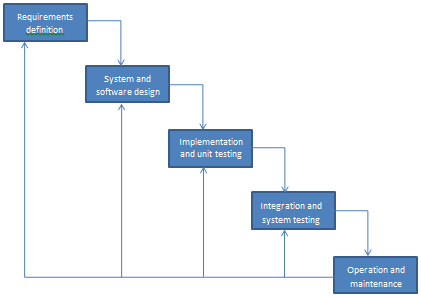 Requirements
definition
System and
software design
Implementation
and unit testing
Integration and
system testing
Operation and
maintenance